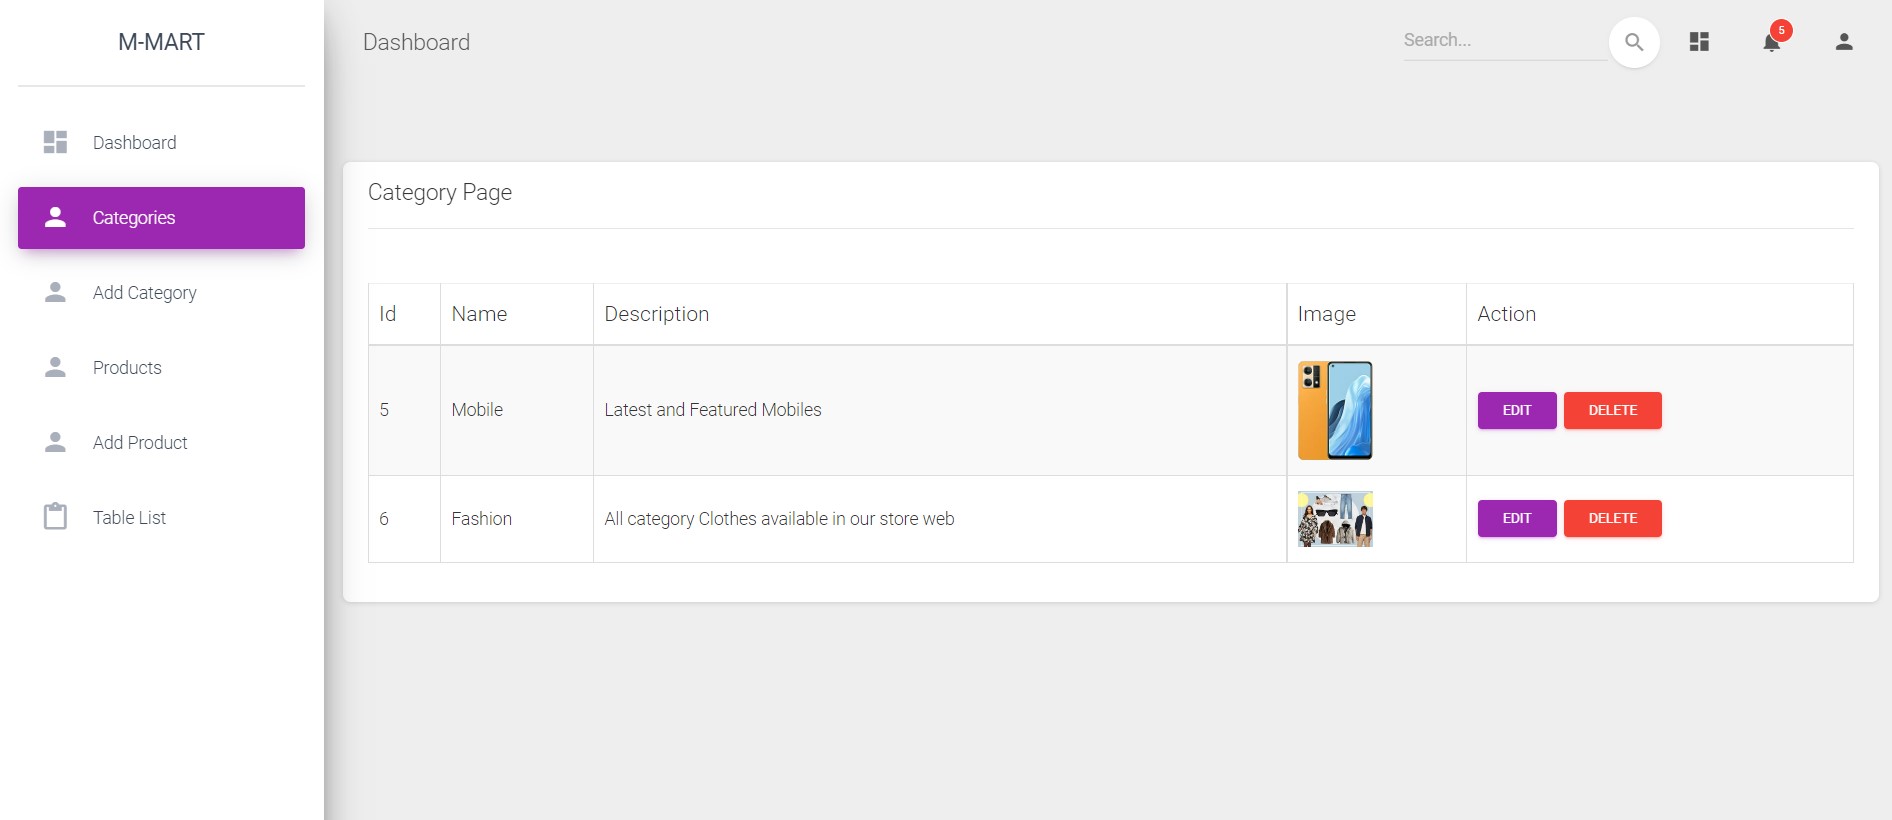 M-MART
Dashboard
Search...
5
Dashboard
Categories
Add Category
Products
Add Product
Table List
Category Page
Id Name Description Image Action
5 Mobile Latest and Featured Mobiles EDIT DELETE
6 Fashion All category Clothes available in our store web EDIT DELETE